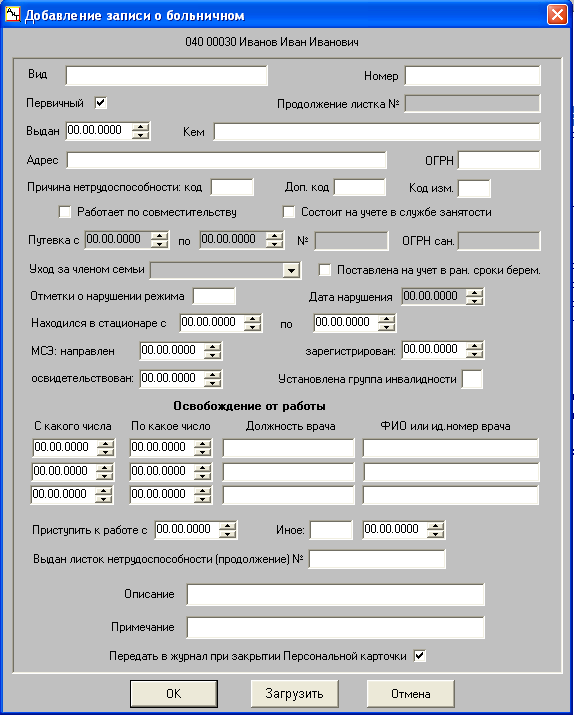 Добавление записи о больничном
040 00030 Иванов Иван Иванович
Вид Номер
Первичный Продолжение листка №
Выдан 00.00.0000 Кем
Адрес ОГРН
Причина нетрудоспособности: код Доп. код Код изм.
Работает по совместительству Состоит на учете в службе занятости
Путевка с 00.00.0000 по 00.00.0000 № ОГРН сан.
Уход за членом семьи Поставлена на учет в ран. сроки берем.
Отметки о нарушении режима Дата нарушения 00.00.0000
Находился в стационаре с 00.00.0000 по 00.00.0000
МСЭ: направлен 00.00.0000 зарегистрирован: 00.00.0000
освидетельствован: 00.00.0000 Установлена группа инвалидности
Освобождение от работы
С какого числа По какое число Должность врача ФИО или ид.номер врача
00.00.0000 00.00.0000
00.00.0000 00.00.0000
00.00.0000 00.00.0000
Приступить к работе с 00.00.0000 Иное: 00.00.0000
Выдан листок нетрудоспособности (продолжение) №
Описание
Примечание
Передать в журнал при закрытии Персональной карточки
OK Загрузить Отмена